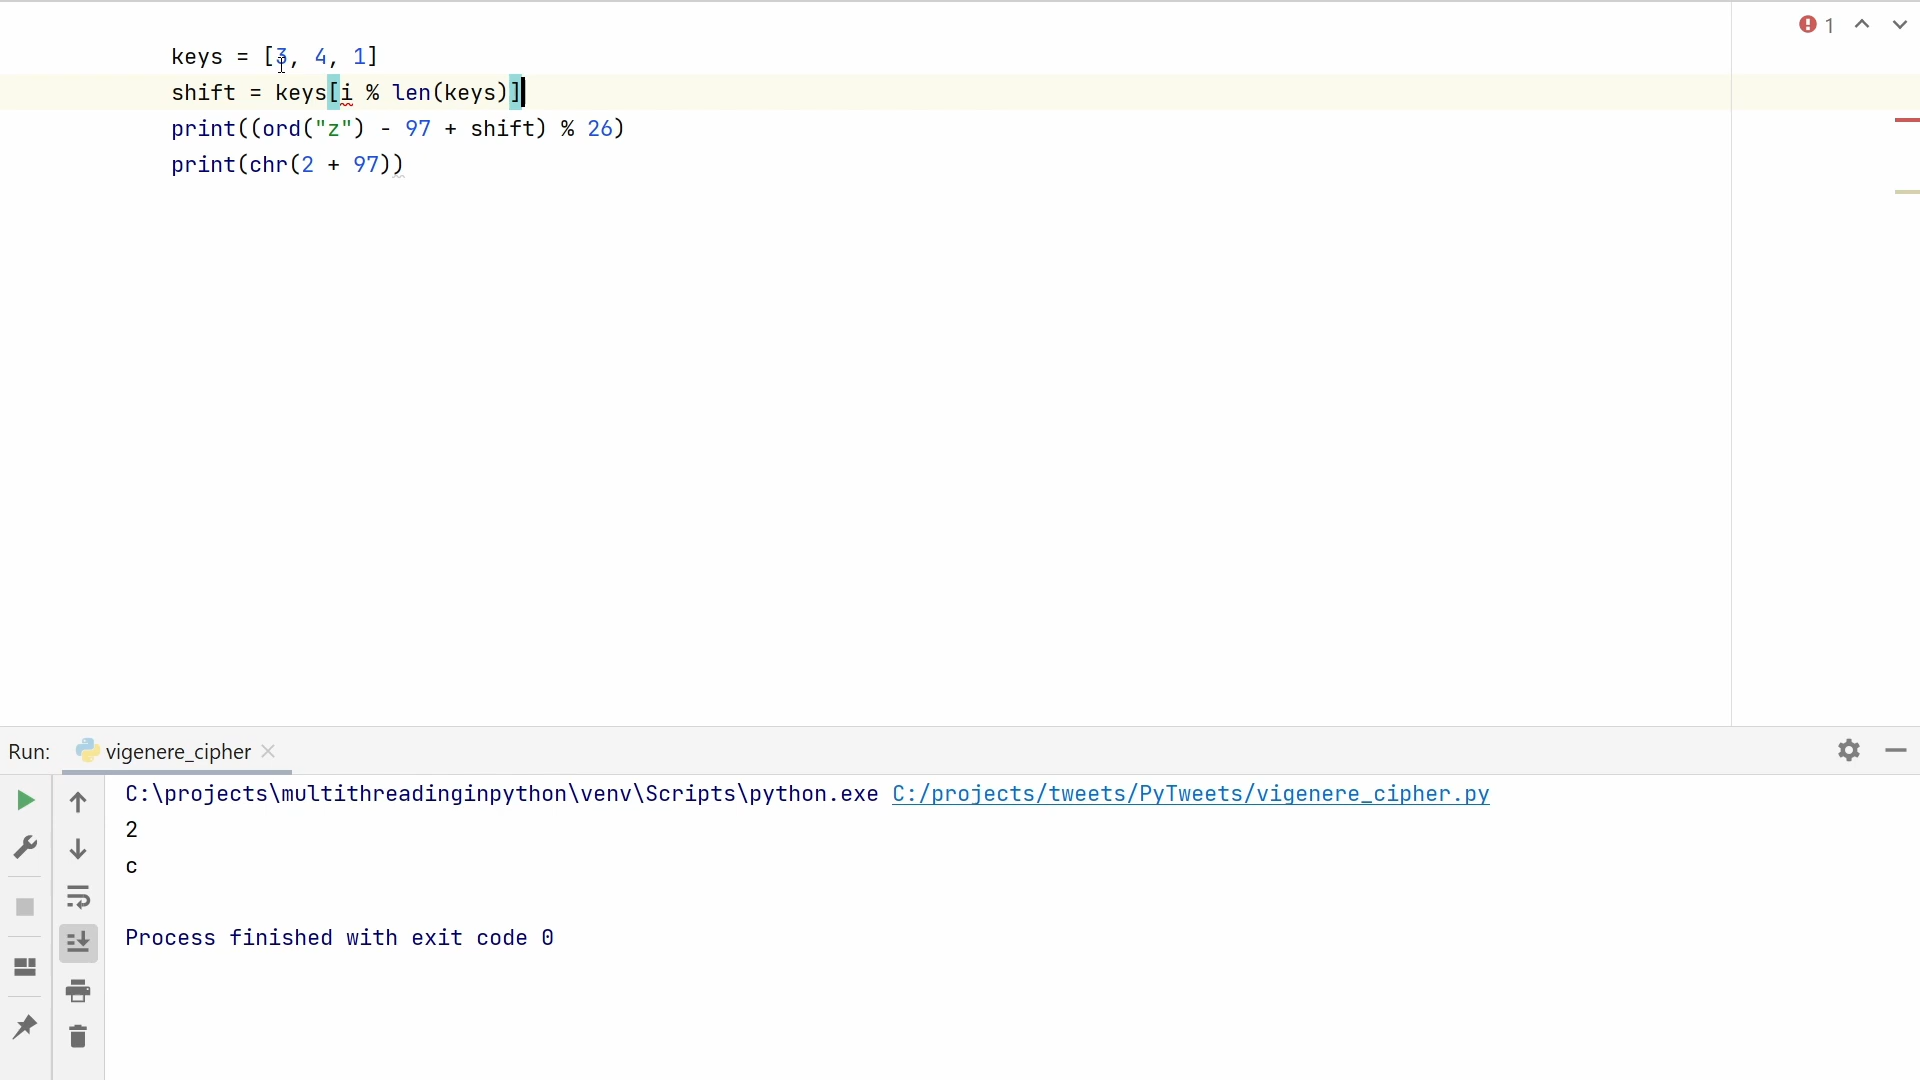 1
keys = [3, 4, 1]
shift = keys[i % len(keys)]
print((ord("z") - 97 + shift) % 26)
print(chr(2 + 97))
Run: vigenere_cipher
C:\projects\multithreadinginpython\venv\Scripts\python.exe C:/projects/tweets/PyTweets/vigenere_cipher.py
2
c
Process finished with exit code 0